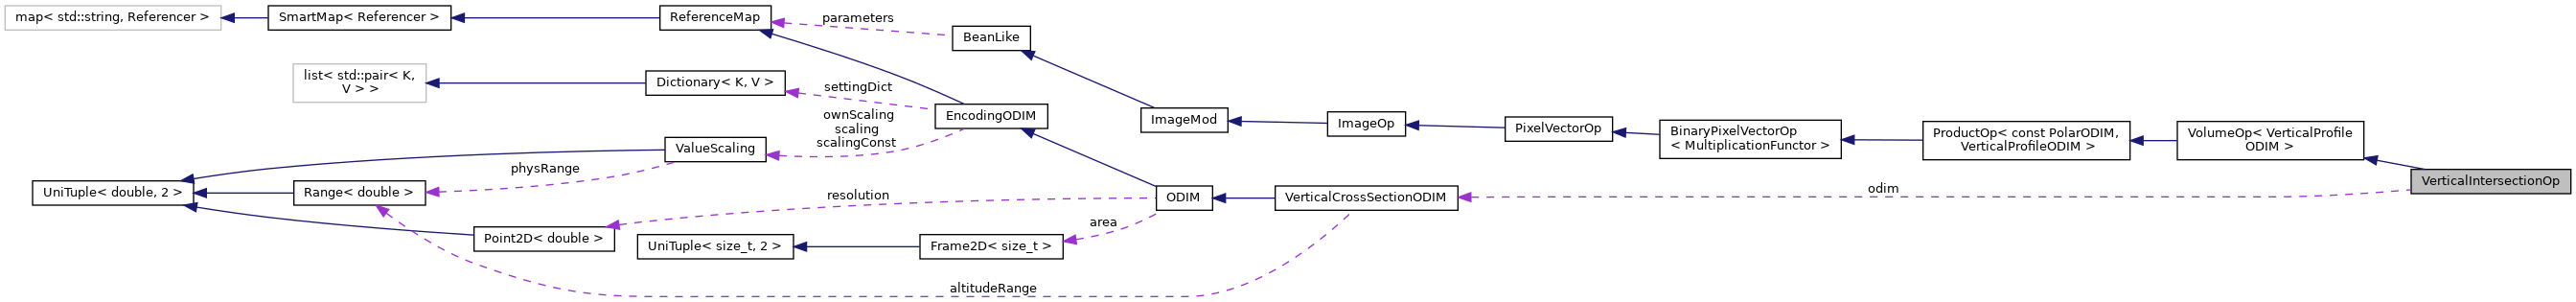 map< std::string, Referencer >
SmartMap< Referencer >
ReferenceMap
parameters
BeanLike
list< std::pair< K,
V > >
Dictionary< K, V >
settingDict
EncodingODIM
ownScaling
scaling
scalingConst
ValueScaling
physRange
UniTuple< double, 2 >
Range< double >
Point2D< double >
resolution
UniTuple< size_t, 2 >
Frame2D< size_t >
area
ODIM
VerticalCrossSectionODIM
altitudeRange
ImageMod
ImageOp
PixelVectorOp
BinaryPixelVectorOp
< MultiplicationFunctor >
ProductOp< const PolarODIM,
VerticalProfileODIM >
VolumeOp< VerticalProfile
ODIM >
odim
VerticalIntersectionOp